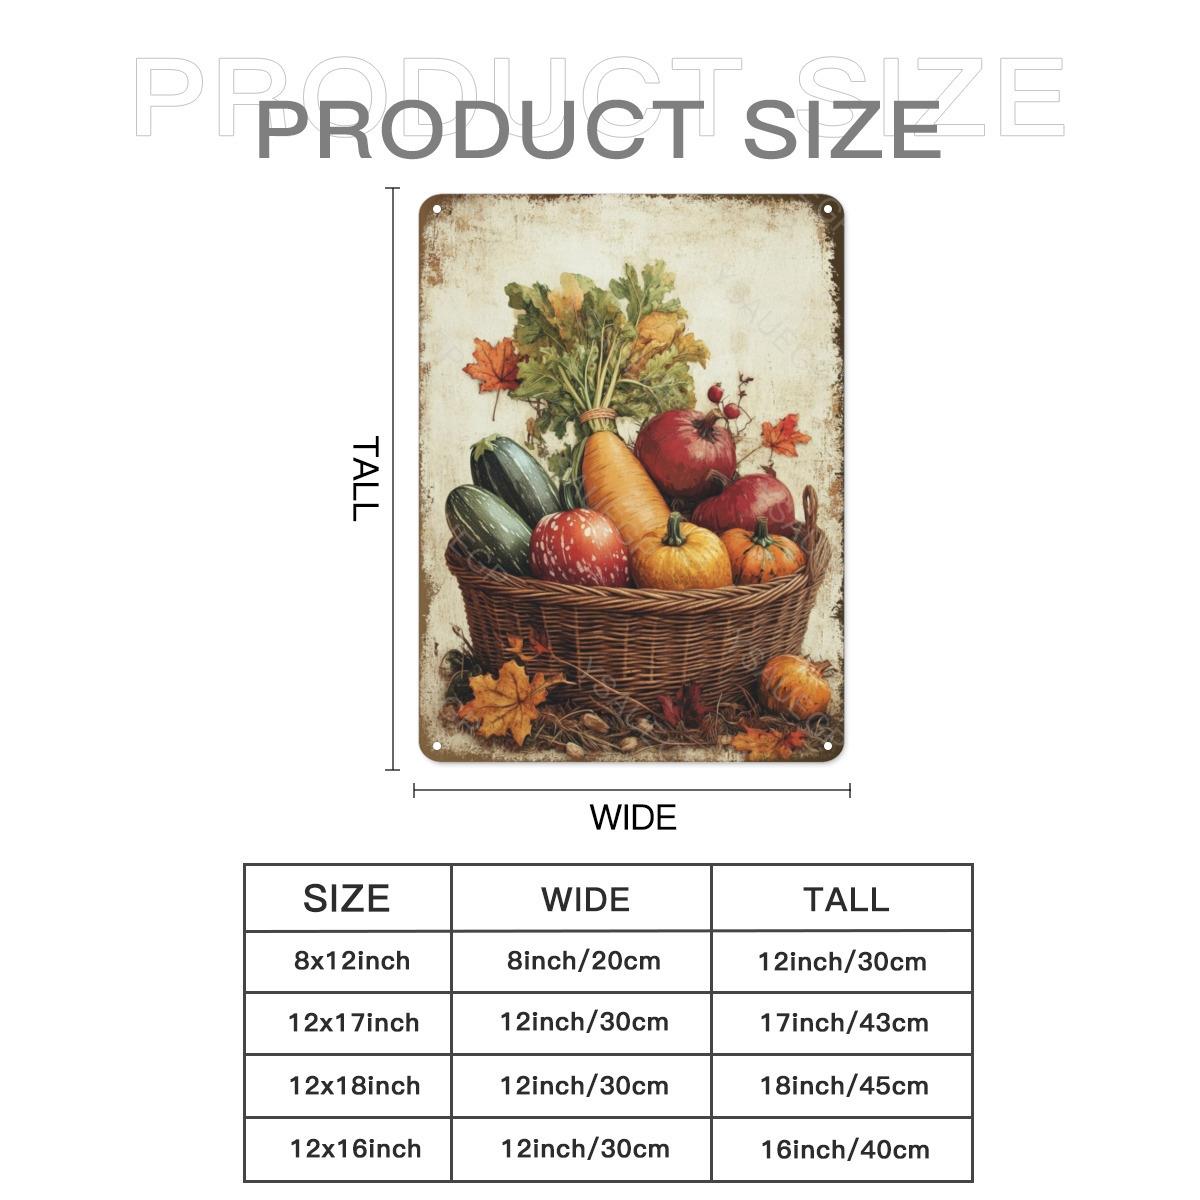 PRODUCT SIZE
PRODUCT SIZE
TALL
WIDE
SIZE WIDE TALL
8x12inch 8inch/20cm 12inch/30cm
12x17inch 12inch/30cm 17inch/43cm
12x18inch 12inch/30cm 18inch/45cm
12x16inch 12inch/30cm 16inch/40cm